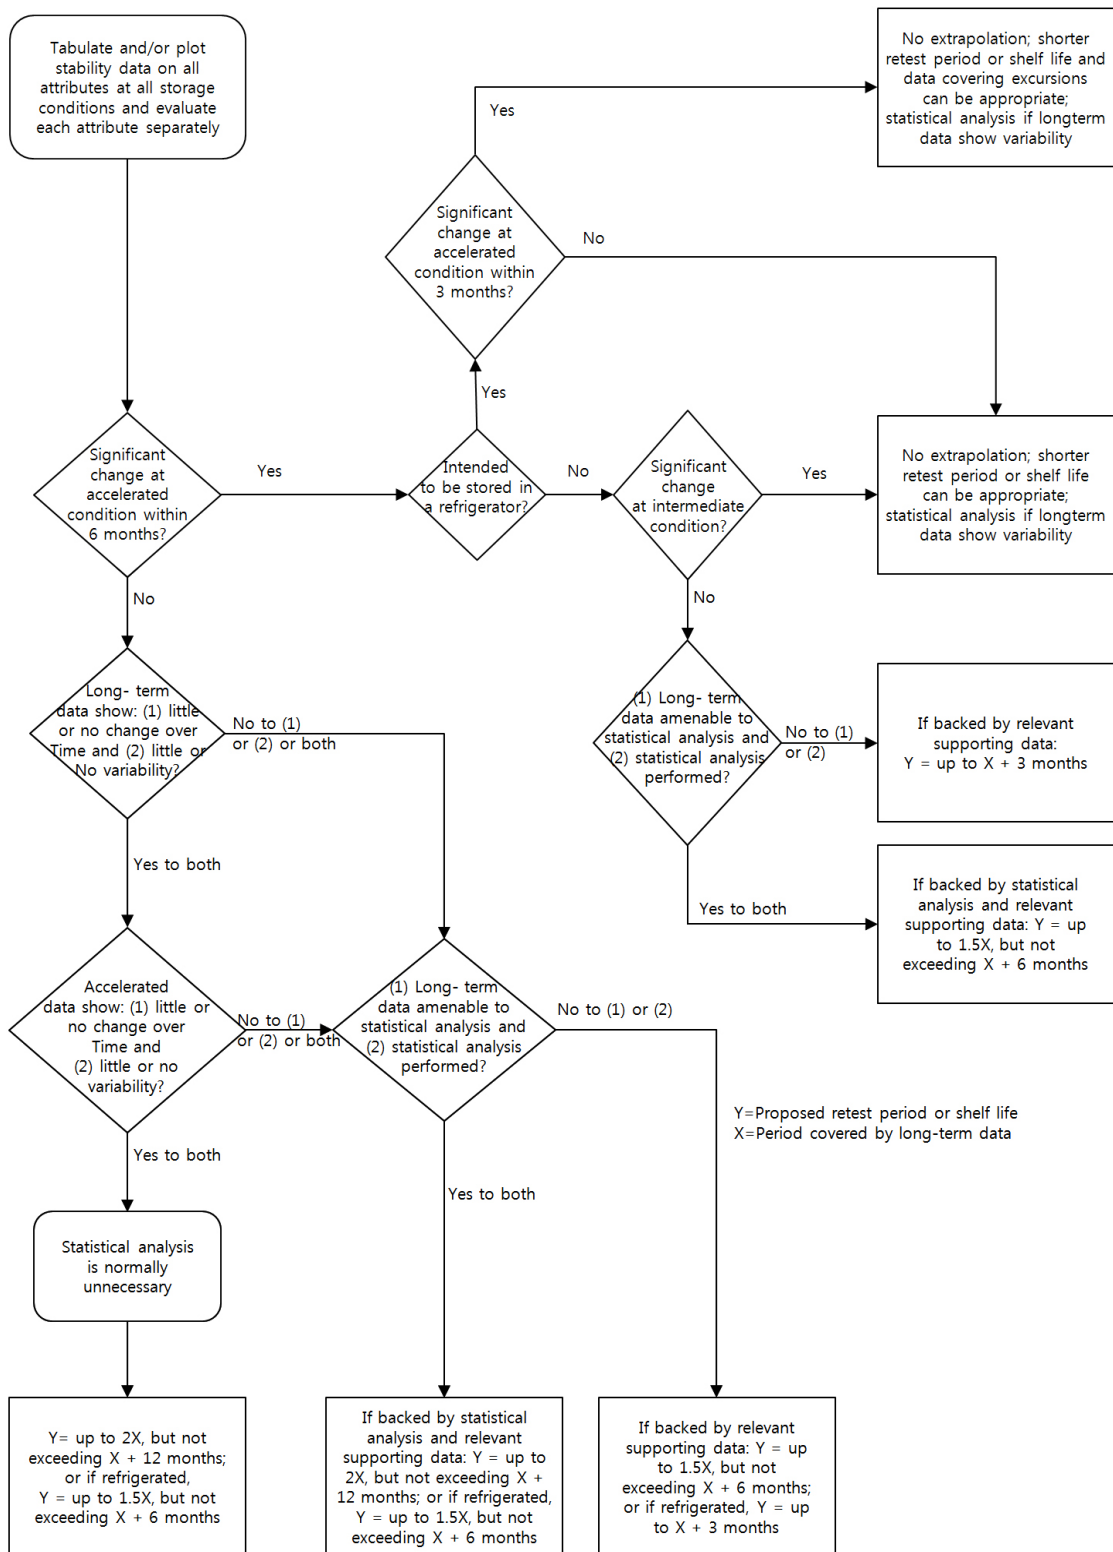 Tabulate and/or plot
stability data on all
attributes at all storage
conditions and evaluate
each attribute separately
No extrapolation; shorter
retest period or shelf life and
data covering excursions
can be appropriate;
statistical analysis if longterm
data show variability
Yes
Significant
change at
accelerated
condition within
3 months?
No
Yes
Significant
change at
accelerated
condition within
6 months?
Yes
Intended
to be stored in
a refrigerator?
No
Significant
change
at intermediate
condition?
Yes
No extrapolation; shorter
retest period or shelf life
can be appropriate;
statistical analysis if longterm
data show variability
No
No
Long- term
data show: (1) little
or no change over
Time and (2) little or
No variability?
No to (1)
or (2) or both
(1) Long- term
data amenable to
statistical analysis and
(2) statistical analysis
performed?
No to (1)
or (2)
If backed by relevant
supporting data:
Y = up to X + 3 months
Yes to both
Yes to both
If backed by statistical
analysis and relevant
supporting data: Y = up
to 1.5X, but not
exceeding X + 6 months
Accelerated
data show: (1) little or
no change over
Time and
(2) little or no
variability?
No to (1)
or (2) or both
(1) Long- term
data amenable to
statistical analysis and
(2) statistical analysis
performed?
No to (1) or (2)
Y=Proposed retest period or shelf life
X=Period covered by long-term data
Yes to both
Yes to both
Statistical analysis
is normally
unnecessary
Y= up to 2X, but not
exceeding X + 12 months;
or if refrigerated,
Y = up to 1.5X, but not
exceeding X + 6 months
If backed by statistical
analysis and relevant
supporting data: Y = up to
2X, but not exceeding X +
12 months; or if refrigerated,
Y = up to 1.5X, but not
exceeding X + 6 months
If backed by relevant
supporting data: Y = up
to 1.5X, but not
exceeding X + 6 months;
or if refrigerated, Y = up
to X + 3 months